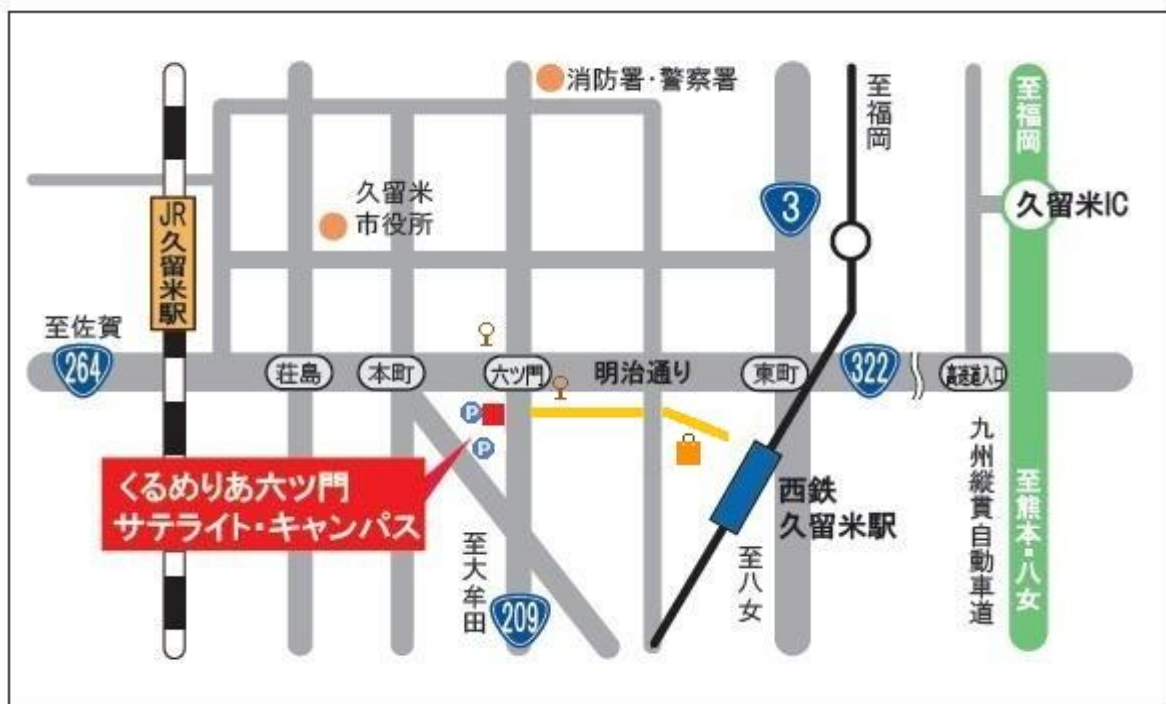 消防署・警察署
至福岡
至福岡
久留米
市役所
3
久留米IC
JR久留米駅
至佐賀
264
荘島
本町
六ツ門
明治通り
東町
322
高速道入口
P
P
くるめりあ六ツ門
サテライト・キャンパス
西鉄
久留米駅
九州縦貫自動車道
至熊本・八女
至大牟田
209
至八女